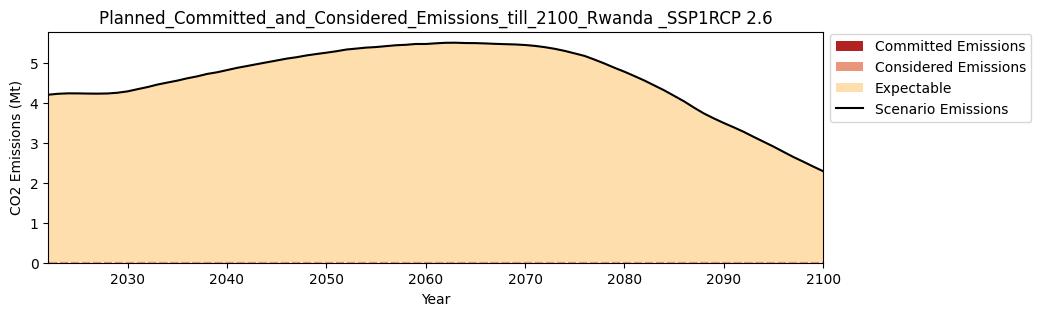 Planned_Committed_and_Considered_Emissions_till_2100_Rwanda _SSP1RCP 2.6
Committed Emissions
Considered Emissions
Expectable
Scenario Emissions
CO2 Emissions (Mt)
5
4
3
2
1
0
2030 2040 2050 2060 2070 2080 2090 2100
Year